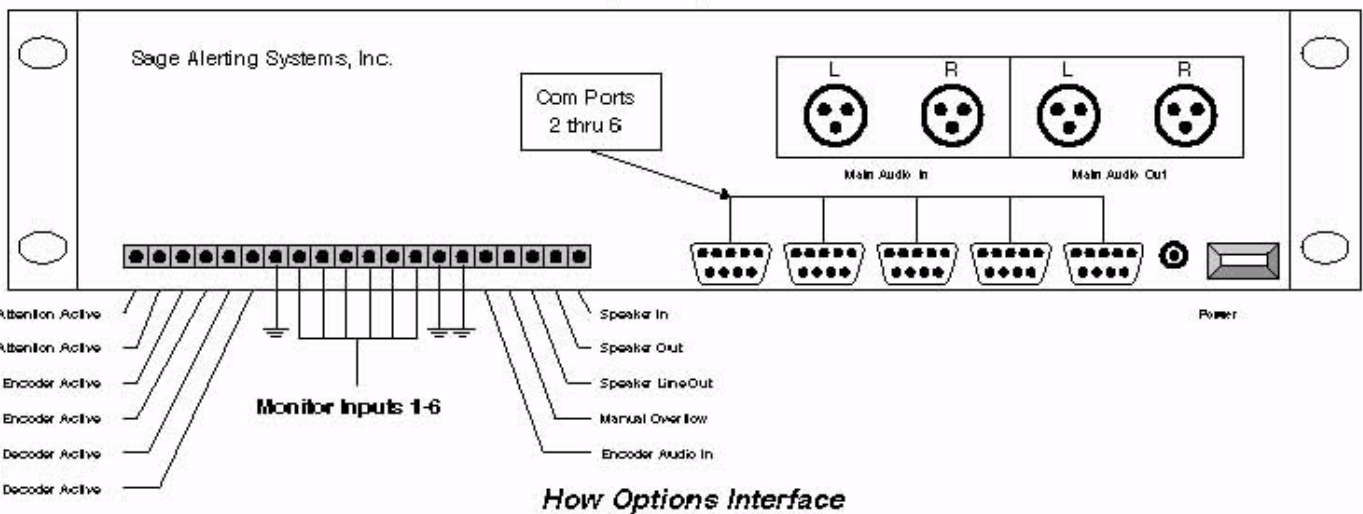 Sage Alerting Systems, Inc.
Com Ports
2 thru 6
L
R
L
R
Main Audio In
Main Audio Out
Attention Active
Attention Active
Encoder Active
Encoder Active
Decoder Active
Decoder Active
Monitor Inputs 1-6
Speaker In
Speaker Out
Speaker LineOut
Manual Overflow
Encoder Audio In
Power
How Options Interface